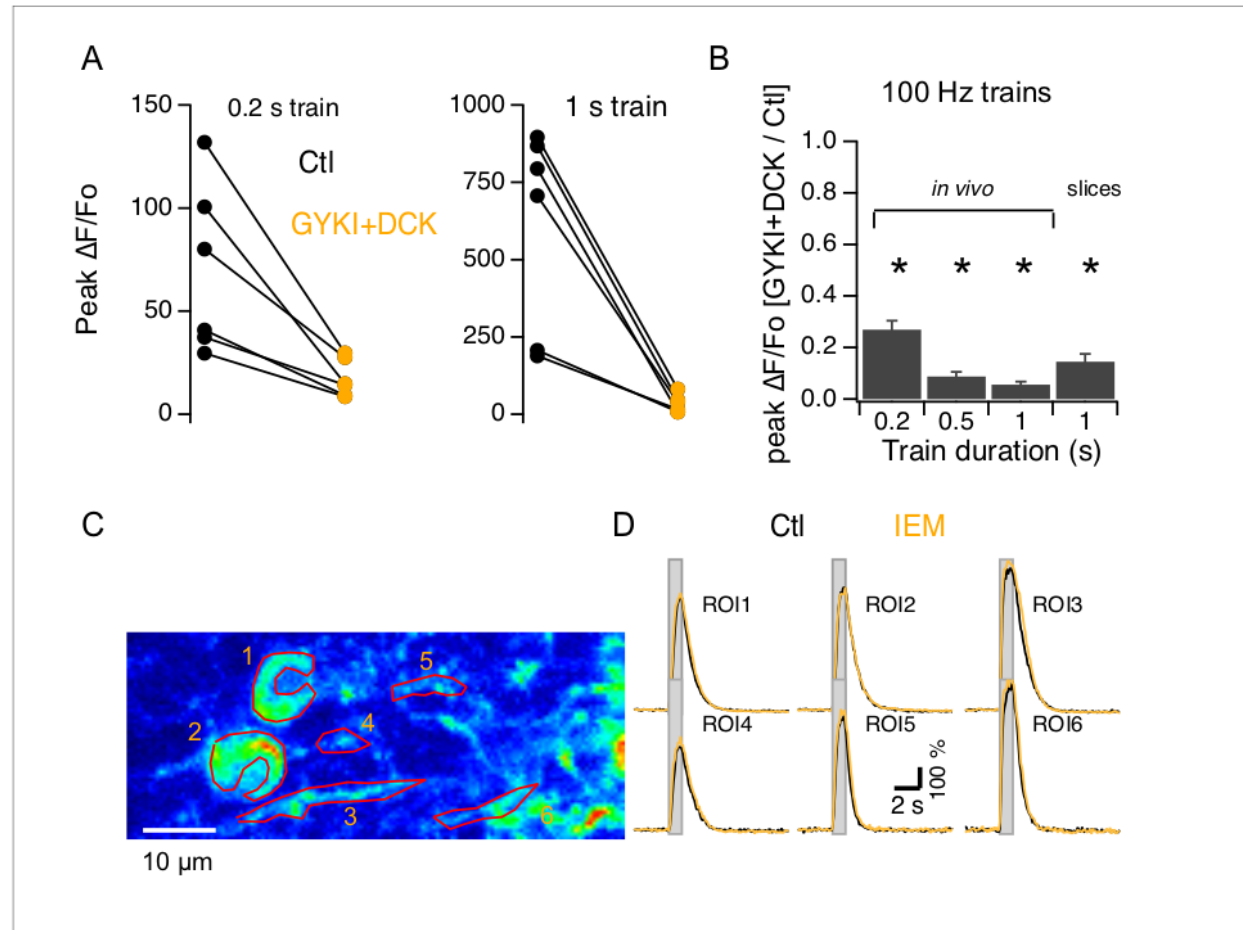 A
0.2 s train
1 s train
Ctl
GYKI+DCK
Peak ΔF/Fo
150
100
50
0
1000
750
500
250
0
B
100 Hz trains
in vivo
slices
* * * *
peak ΔF/Fo [GYKI+DCK / Ctl]
1.0
0.8
0.6
0.4
0.2
0.0
0.2 0.5 1 1
Train duration (s)
C
1
2
3
4
5
6
10 µm
D
Ctl IEM
ROI1 ROI2 ROI3
ROI4 ROI5 ROI6
100 %
2 s